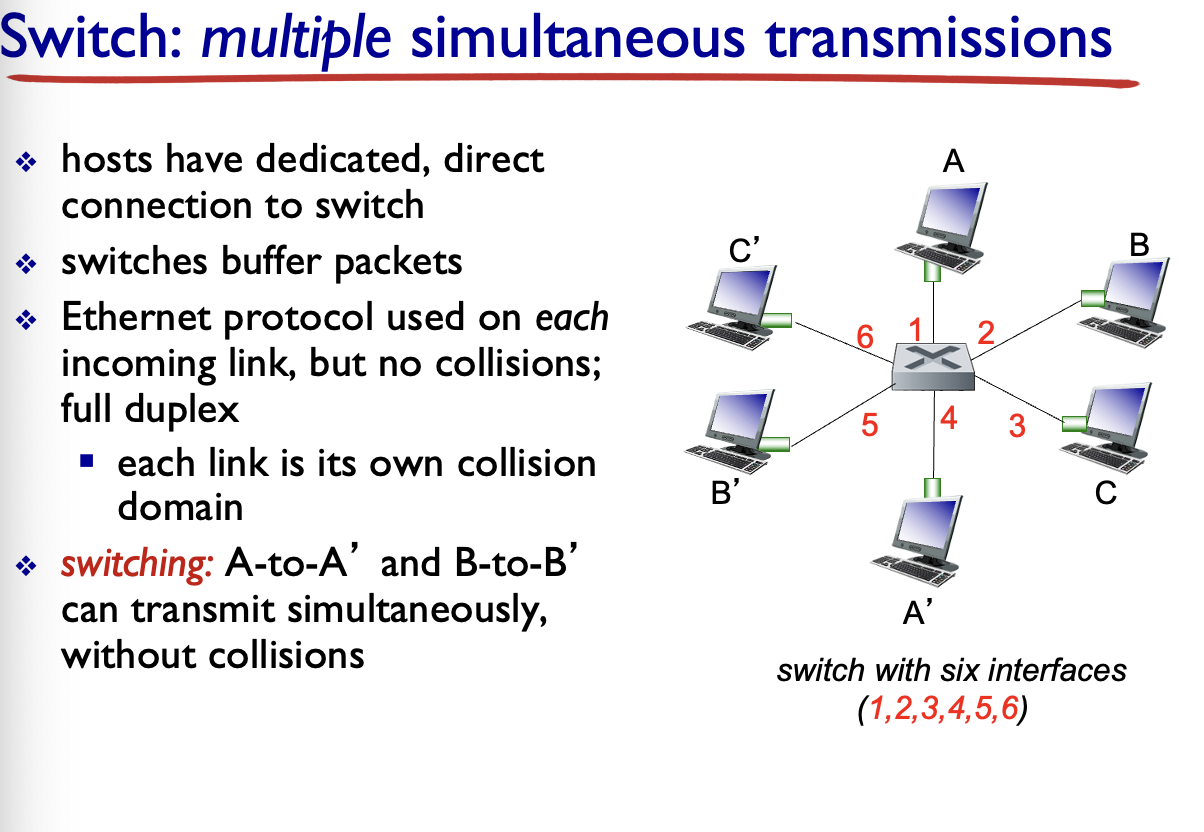 Switch: multiple simultaneous transmissions
❖ hosts have dedicated, direct
connection to switch
❖ switches buffer packets
❖ Ethernet protocol used on each
incoming link, but no collisions;
full duplex
▪ each link is its own collision
domain
❖ switching: A-to-A’ and B-to-B’
can transmit simultaneously,
without collisions
A
C’
B
6 1 2
5 4 3
B’
C
A’
switch with six interfaces
(1,2,3,4,5,6)